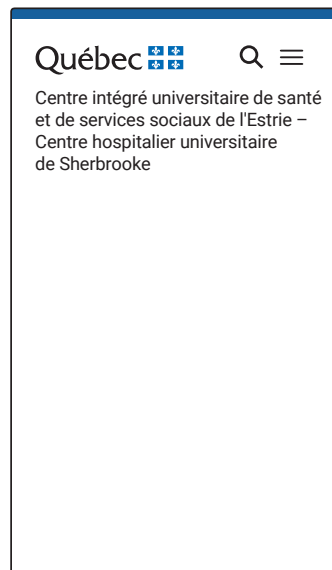 Québec
Centre intégré universitaire de santé
et de services sociaux de l'Estrie –
Centre hospitalier universitaire
de Sherbrooke